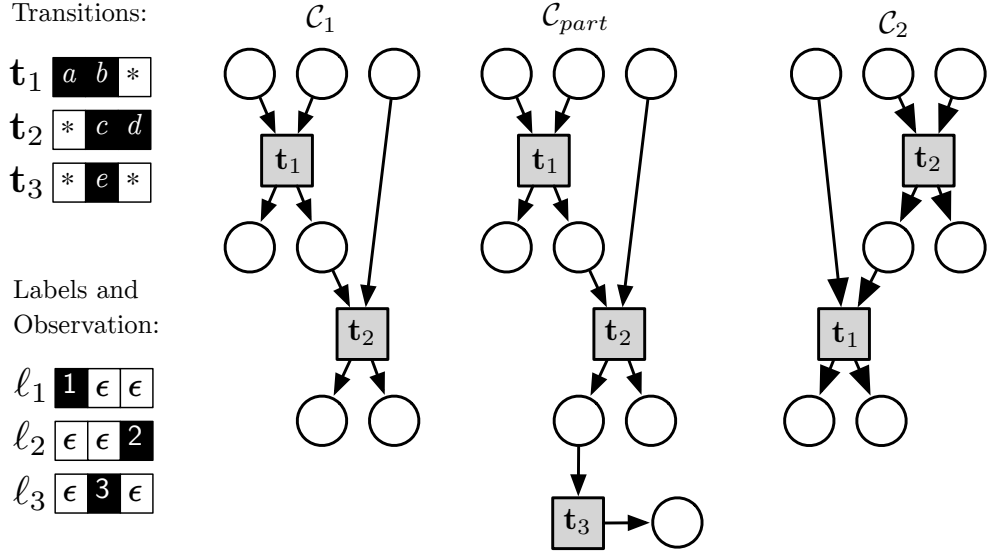 Transitions:
t₁ a b *
t₂ * c d
t₃ * e *
Labels and
Observation:
ℓ₁ 1 ϵ ϵ
ℓ₂ ϵ ϵ 2
ℓ₃ ϵ 3 ϵ
𝒞₁
t₁
t₂
𝒞_part
t₁
t₂
t₃
𝒞₂
t₂
t₁